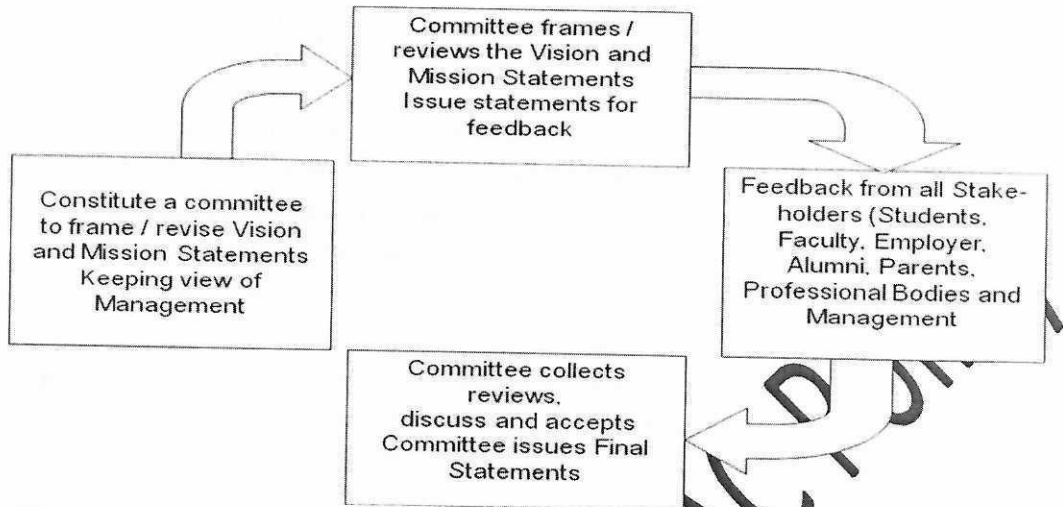 Committee frames /
reviews the Vision and
Mission Statements
Issue statements for
feedback
Constitute a committee
to frame / revise Vision
and Mission Statements
Keeping view of
Management
Feedback from all Stake-
holders (Students,
Faculty, Employer,
Alumni, Parents,
Professional Bodies and
Management
Committee collects
reviews,
discuss and accepts
Committee issues Final
Statements